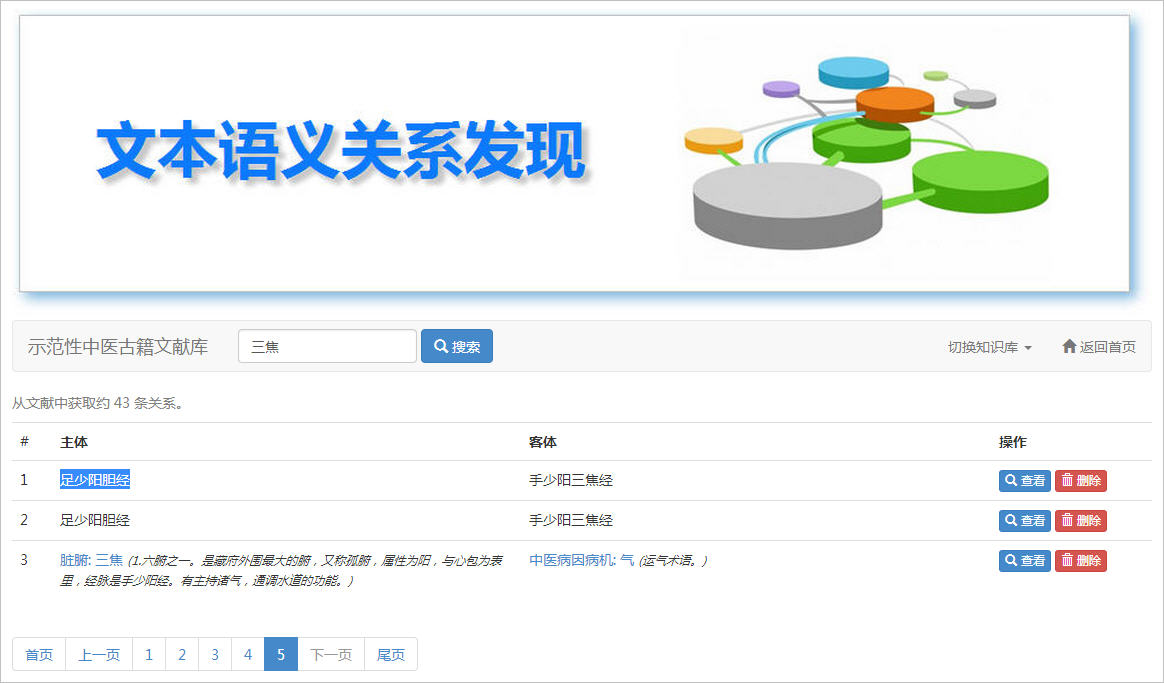 文本语义关系发现
示范性中医古籍文献库 三焦 搜索 切换知识库 返回首页
从文献中获取约 43 条关系。
# 主体 客体 操作
1 足少阳胆经 手少阳三焦经 查看 删除
2 足少阳胆经 手少阳三焦经 查看 删除
3 脏腑: 三焦 (1.六腑之一。是藏府外围最大的腑，又称孤腑，属性为阳，与心包为表 中医病因病机: 气 (运气术语。) 查看 删除
里，经脉是手少阳经。有主持诸气，通调水道的功能。)
首页 上一页 1 2 3 4 5 下一页 尾页